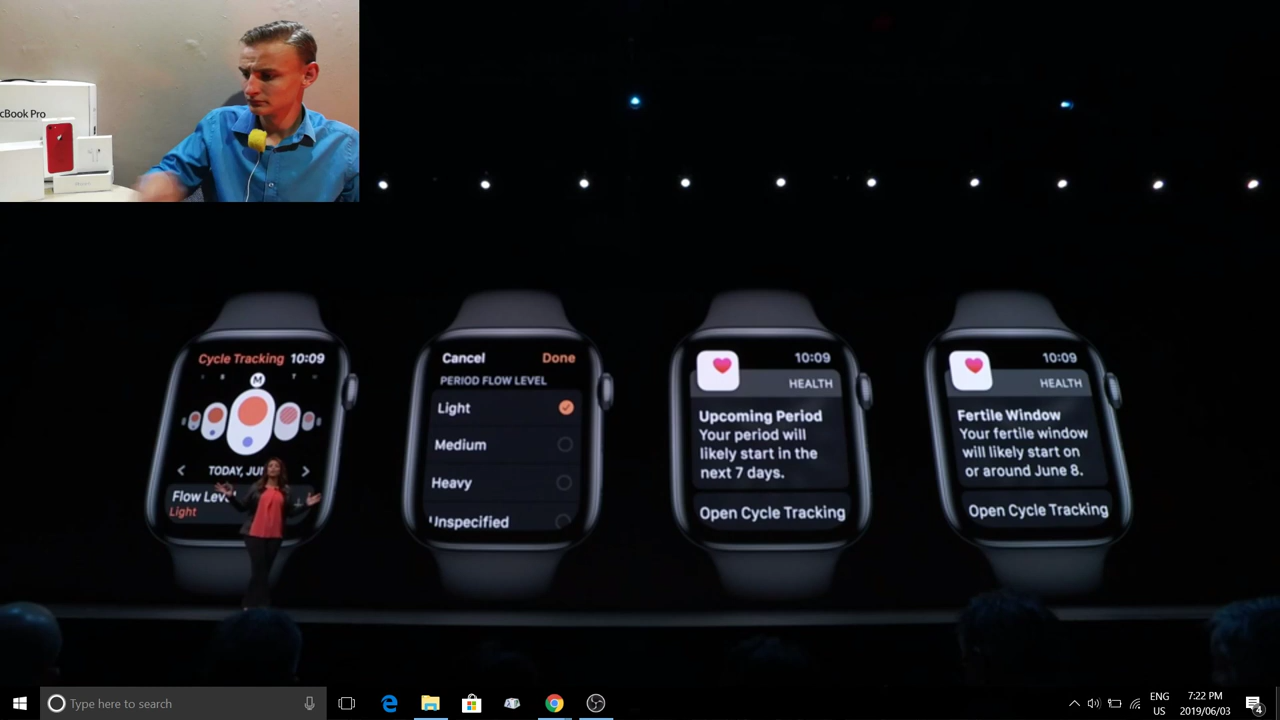 cBook Pro
Cycle Tracking 10:09
S M T W
TODAY, JU
Flow Leve
Light
Cancel Done
PERIOD FLOW LEVEL
Light
Medium
Heavy
Unspecified
10:09
HEALTH
Upcoming Period
Your period will
likely start in the
next 7 days.
Open Cycle Tracking
10:09
HEALTH
Fertile Window
Your fertile window
will likely start on
or around June 8.
Open Cycle Tracking
Type here to search
ENG
US
7:22 PM
2019/06/03
4